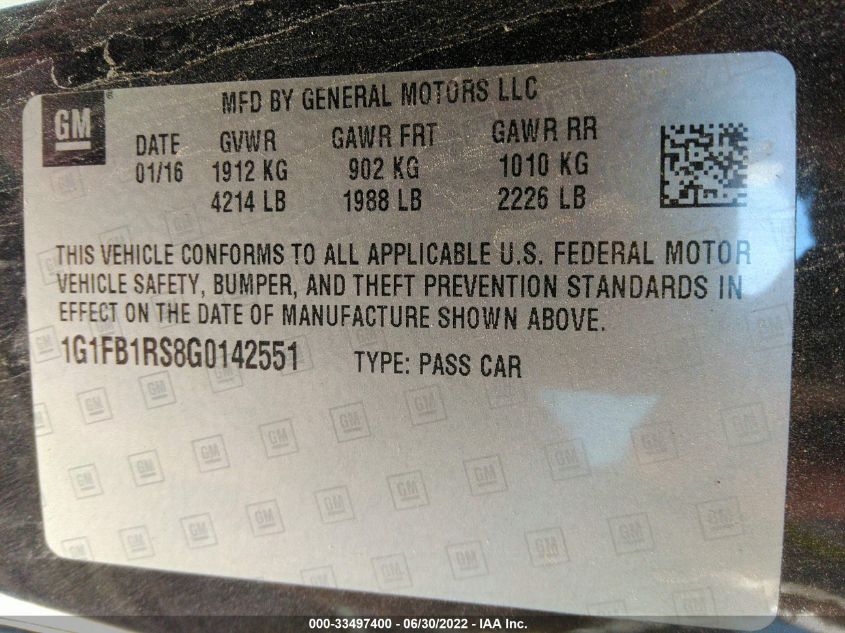 MFD BY GENERAL MOTORS LLC
GM ®
DATE GVWR GAWR FRT GAWR RR
01/16 1912 KG 902 KG 1010 KG
4214 LB 1988 LB 2226 LB
THIS VEHICLE CONFORMS TO ALL APPLICABLE U.S. FEDERAL MOTOR
VEHICLE SAFETY, BUMPER, AND THEFT PREVENTION STANDARDS IN
EFFECT ON THE DATE OF MANUFACTURE SHOWN ABOVE.
1G1FB1RS8G0142551 TYPE: PASS CAR
000-33497400 - 06/30/2022 - IAA Inc.